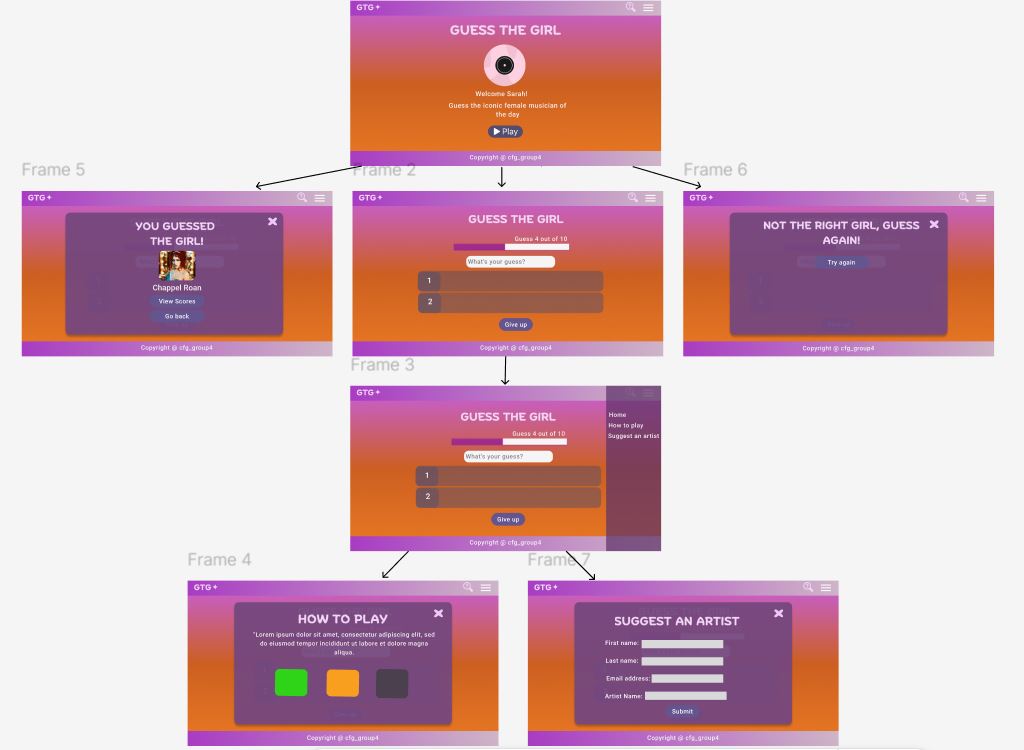 GTG+
GUESS THE GIRL
Welcome Sarah!
Guess the iconic female musician of
the day
Play
Copyright @ cfg_group4
Frame 5
GTG+
YOU GUESSED
THE GIRL!
Chappel Roan
View Scores
Go back
Copyright @ cfg_group4
Frame 2
GTG+
GUESS THE GIRL
Guess 4 out of 10
What's your guess?
1
2
Give up
Copyright @ cfg_group4
Frame 6
GTG+
NOT THE RIGHT GIRL, GUESS
AGAIN!
Try again
Copyright @ cfg_group4
Frame 3
GTG+
GUESS THE GIRL
Guess 4 out of 10
What's your guess?
1
2
Give up
Home
How to play
Suggest an artist
Copyright @ cfg_group4
Frame 4
GTG+
HOW TO PLAY
"Lorem ipsum dolor sit amet, consectetur adipiscing elit, sed
do eiusmod tempor incididunt ut labore et dolore magna
aliqua.
Frame 7
GTG+
SUGGEST AN ARTIST
First name:
Last name:
Email address:
Artist Name:
Submit